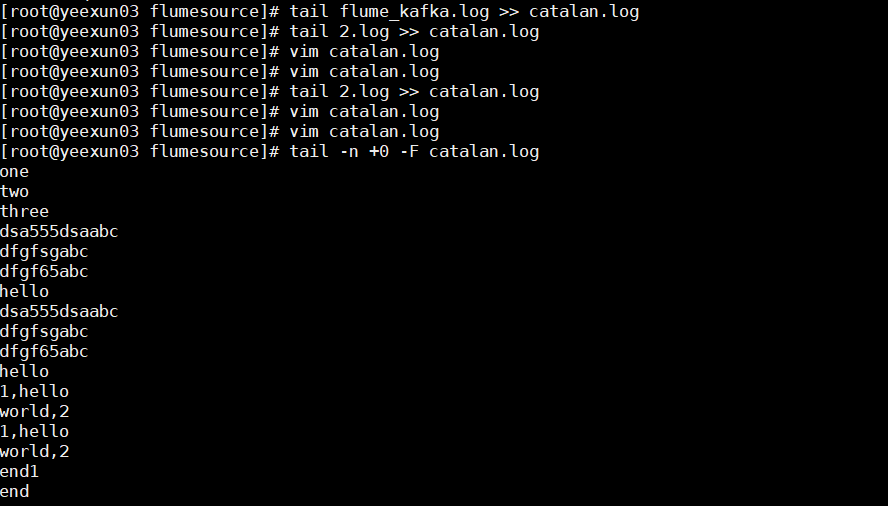 [root@yeexun03 flumesource]# tail flume_kafka.log >> catalan.log
[root@yeexun03 flumesource]# tail 2.log >> catalan.log
[root@yeexun03 flumesource]# vim catalan.log
[root@yeexun03 flumesource]# vim catalan.log
[root@yeexun03 flumesource]# tail 2.log >> catalan.log
[root@yeexun03 flumesource]# vim catalan.log
[root@yeexun03 flumesource]# vim catalan.log
[root@yeexun03 flumesource]# tail -n +0 -F catalan.log
one
two
three
dsa555dsaabc
dfgfsgabc
dfgf65abc
hello
dsa555dsaabc
dfgfsgabc
dfgf65abc
hello
1,hello
world,2
1,hello
world,2
end1
end